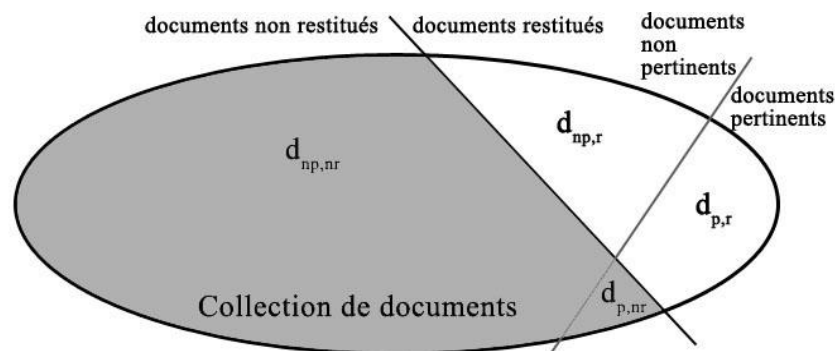 documents non restitués
documents restitués
documents
non
pertinents
documents
pertinents
d_np,nr
d_np,r
d_p,r
d_p,nr
Collection de documents